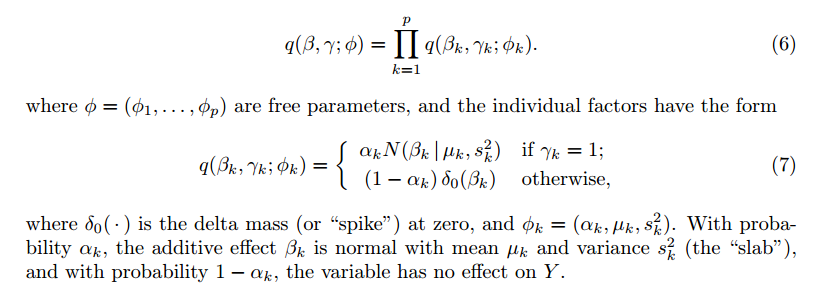 q(β, γ; φ) = ∏_{k=1}^{p} q(β_k, γ_k; φ_k). (6)
where φ = (φ_1, . . . , φ_p) are free parameters, and the individual factors have the form
q(β_k, γ_k; φ_k) = { α_k N(β_k | μ_k, s_k^2) if γ_k = 1;
(1 − α_k) δ_0(β_k) otherwise, (7)
where δ_0( · ) is the delta mass (or “spike”) at zero, and φ_k = (α_k, μ_k, s_k^2). With proba-
bility α_k, the additive effect β_k is normal with mean μ_k and variance s_k^2 (the “slab”),
and with probability 1 − α_k, the variable has no effect on Y.